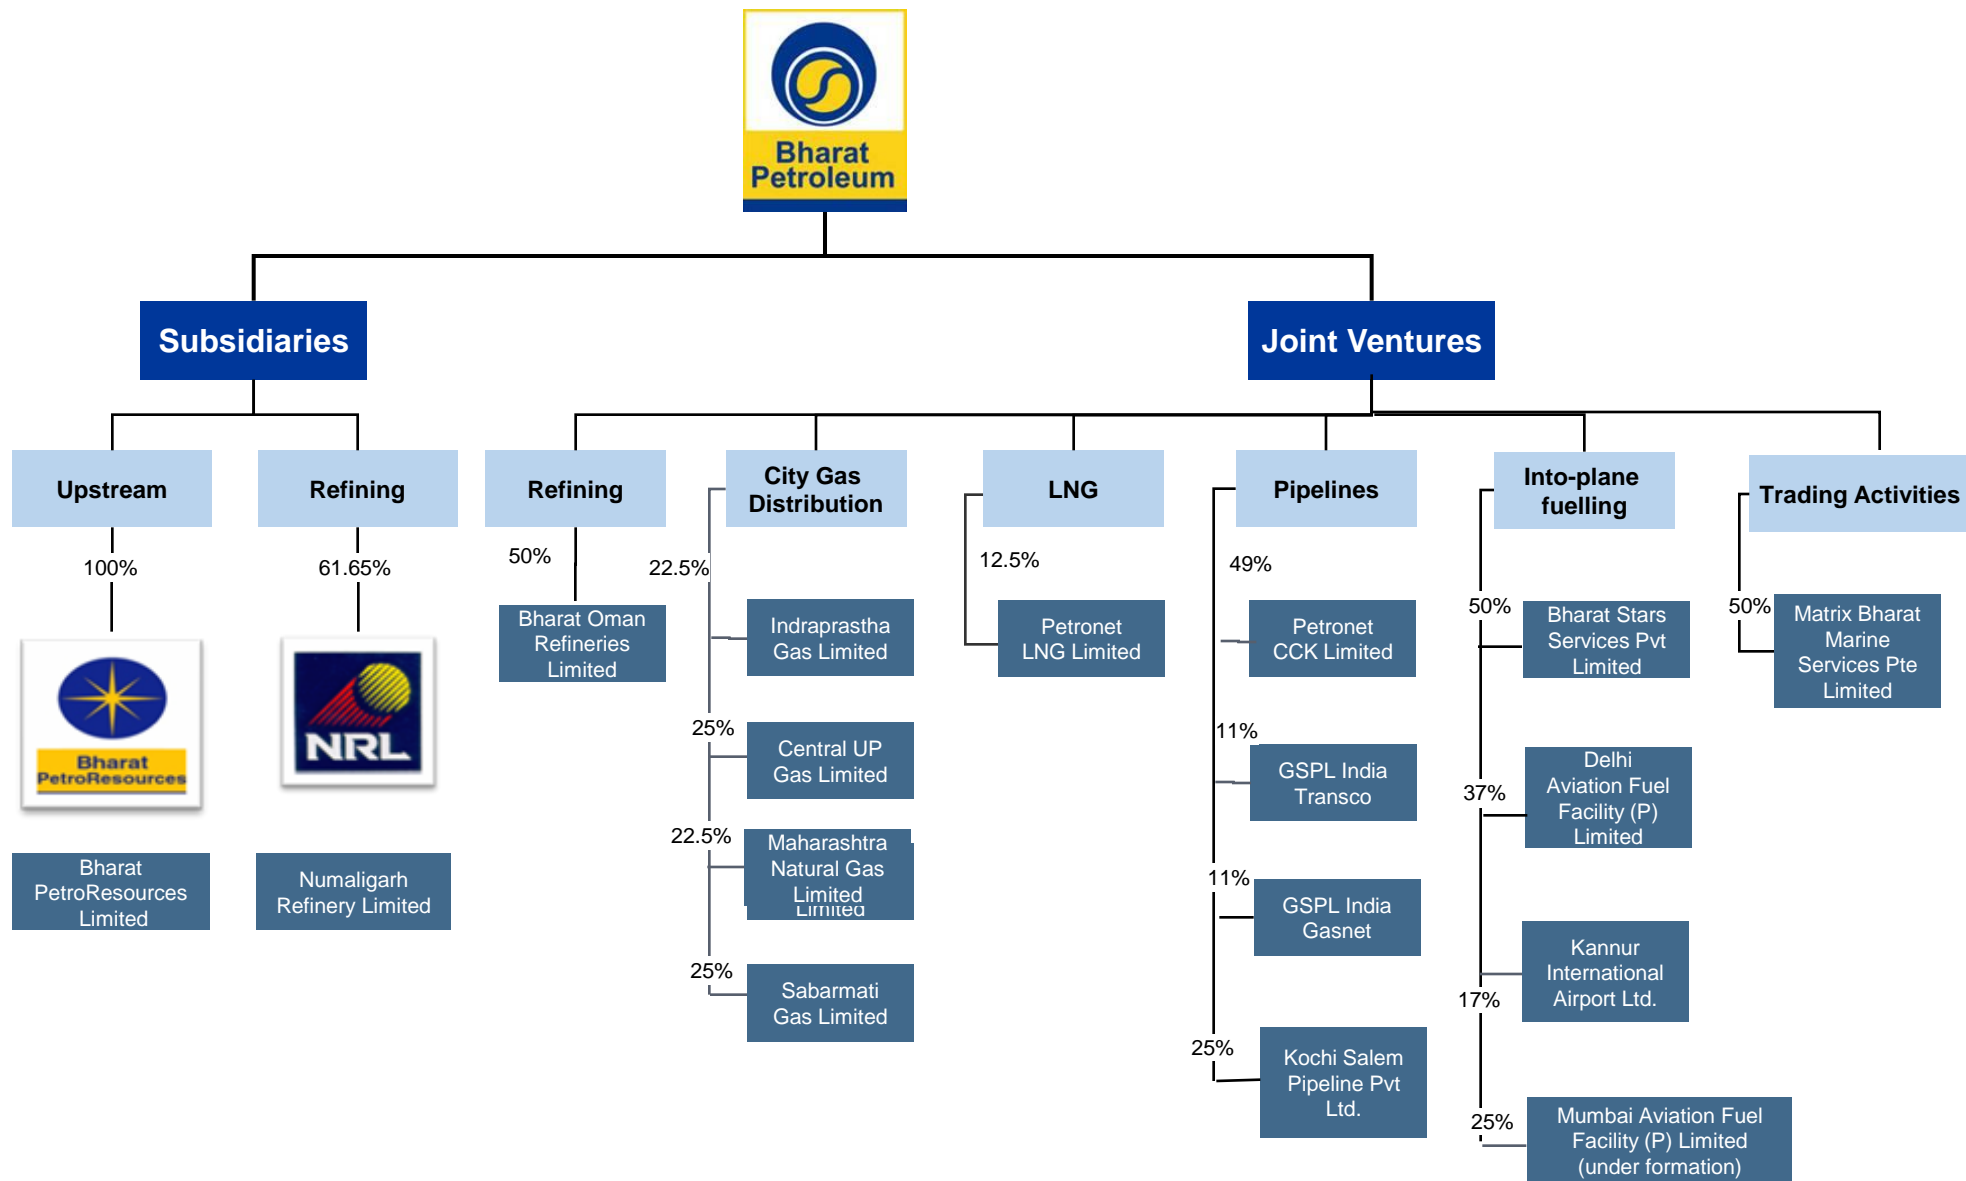 Bharat
Petroleum
Subsidiaries
Joint Ventures
Upstream
Refining
Refining
City Gas
Distribution
LNG
Pipelines
Into-plane
fuelling
Trading Activities
100%
Bharat
PetroResources
Bharat
PetroResources
Limited
61.65%
NRL
Numaligarh
Refinery Limited
50%
Bharat Oman
Refineries
Limited
22.5%
Indraprastha
Gas Limited
25%
Central UP
Gas Limited
22.5%
Maharashtra
Natural Gas
Limited
Limited
25%
Sabarmati
Gas Limited
12.5%
Petronet
LNG Limited
49%
Petronet
CCK Limited
11%
GSPL India
Transco
11%
GSPL India
Gasnet
25%
Kochi Salem
Pipeline Pvt
Ltd.
50%
Bharat Stars
Services Pvt
Limited
37%
Delhi
Aviation Fuel
Facility (P)
Limited
Kannur
International
Airport Ltd.
17%
25%
Mumbai Aviation Fuel
Facility (P) Limited
(under formation)
50%
Matrix Bharat
Marine
Services Pte
Limited